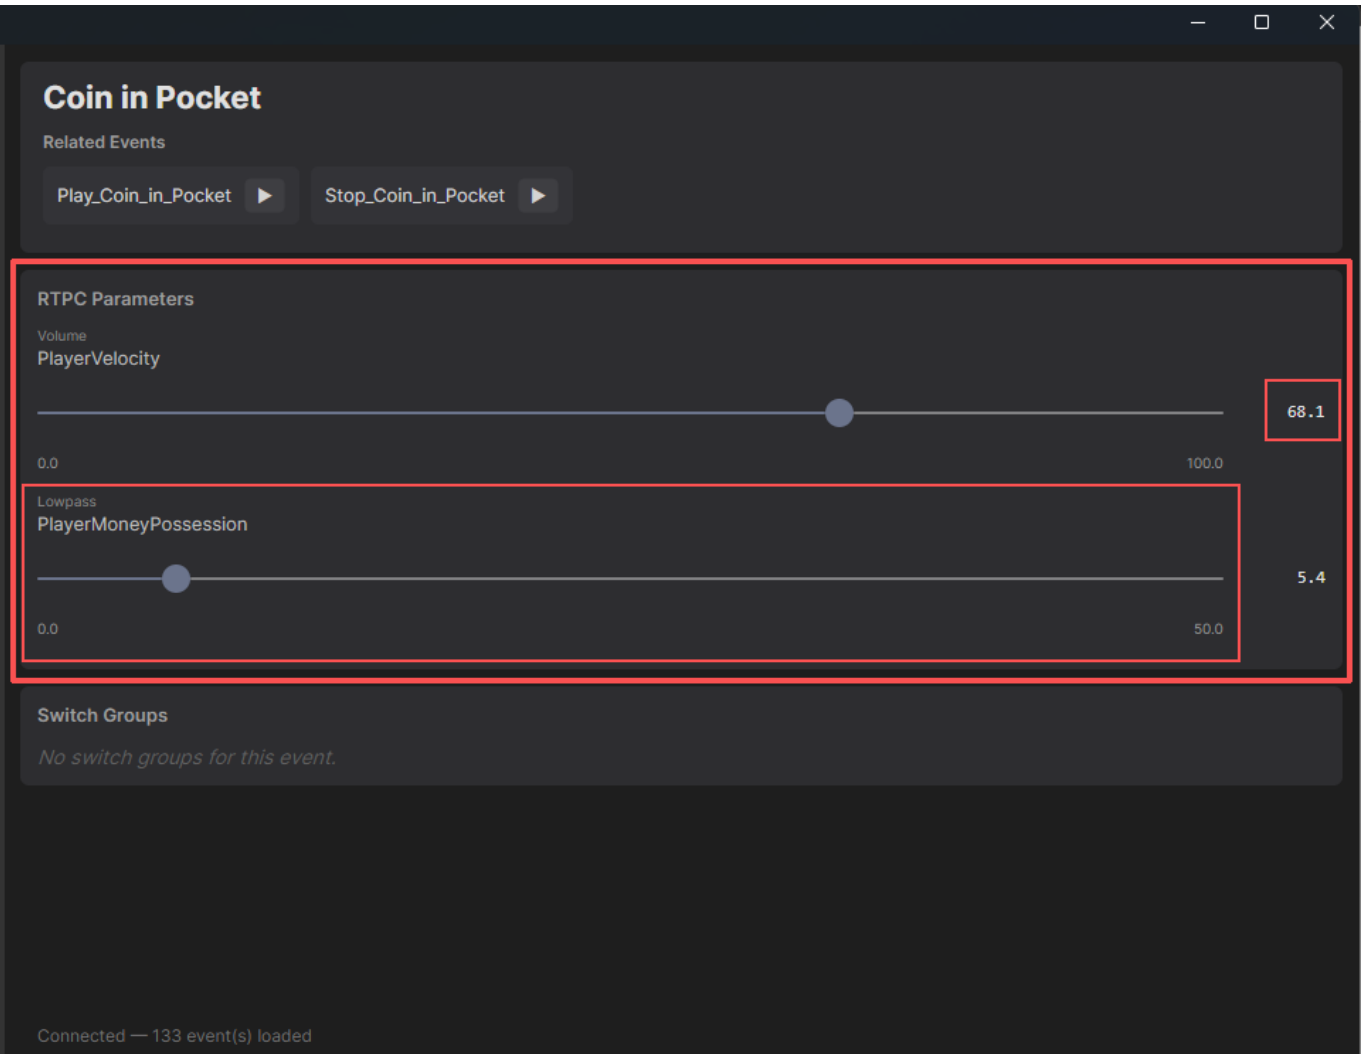 Coin in Pocket
Related Events
Play_Coin_in_Pocket Stop_Coin_in_Pocket
RTPC Parameters
Volume
PlayerVelocity
68.1
0.0 100.0
Lowpass
PlayerMoneyPossession
5.4
0.0 50.0
Switch Groups
No switch groups for this event.
Connected — 133 event(s) loaded